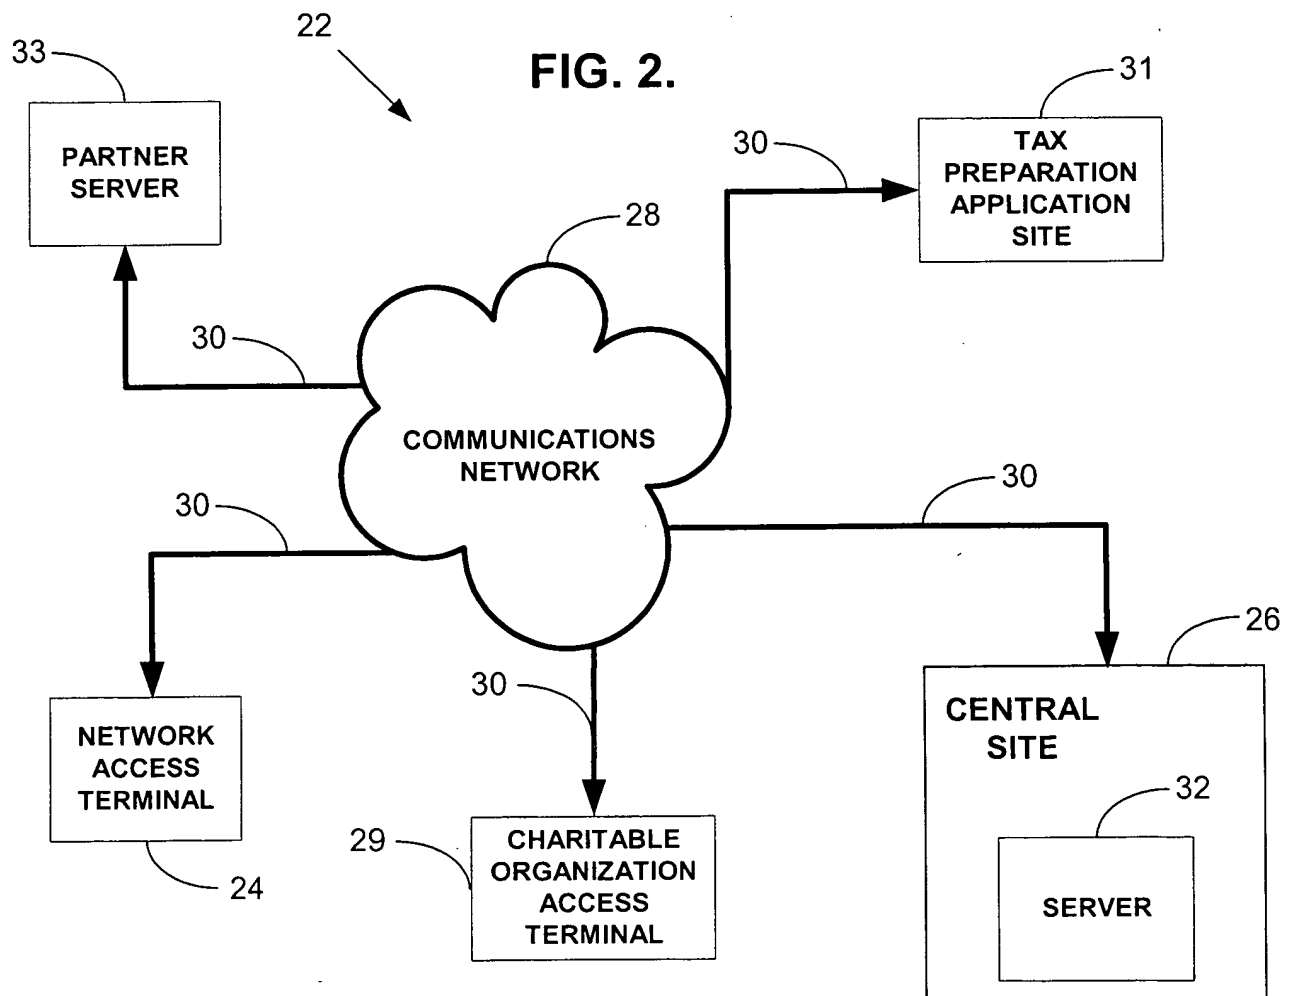 22
33
FIG. 2.
31
PARTNER
SERVER
30
TAX
PREPARATION
APPLICATION
SITE
28
30
COMMUNICATIONS
NETWORK
30
30
26
30
CENTRAL
SITE
NETWORK
ACCESS
TERMINAL
32
29
CHARITABLE
ORGANIZATION
ACCESS
TERMINAL
24
SERVER